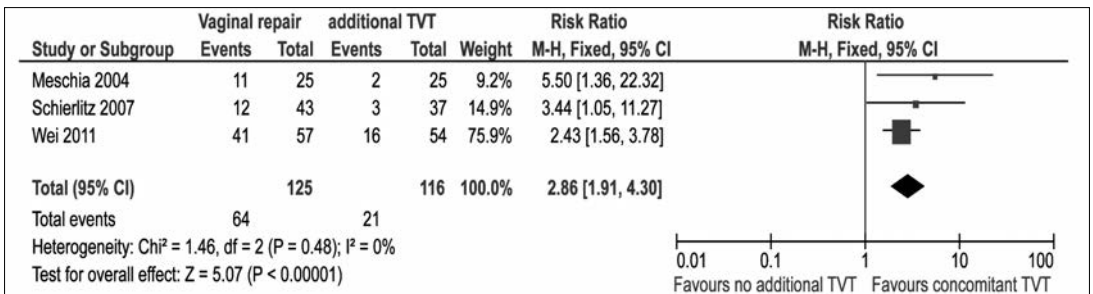 Vaginal repair additional TVT Risk Ratio Risk Ratio
Study or Subgroup Events Total Events Total Weight M-H, Fixed, 95% CI M-H, Fixed, 95% CI
Meschia 2004 11 25 2 25 9.2% 5.50 [1.36, 22.32]
Schierlitz 2007 12 43 3 37 14.9% 3.44 [1.05, 11.27]
Wei 2011 41 57 16 54 75.9% 2.43 [1.56, 3.78]
Total (95% CI) 125 116 100.0% 2.86 [1.91, 4.30]
Total events 64 21
Heterogeneity: Chi² = 1.46, df = 2 (P = 0.48); I² = 0%
Test for overall effect: Z = 5.07 (P < 0.00001)
0.01 0.1 1 10 100
Favours no additional TVT Favours concomitant TVT